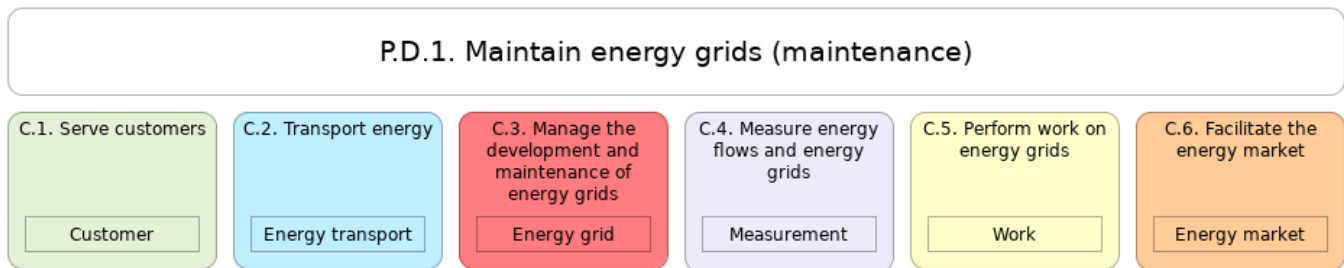 P.D.1. Maintain energy grids (maintenance)
C.1. Serve customers
Customer
C.2. Transport energy
Energy transport
C.3. Manage the
development and
maintenance of
energy grids
Energy grid
C.4. Measure energy
flows and energy
grids
Measurement
C.5. Perform work on
energy grids
Work
C.6. Facilitate the
energy market
Energy market